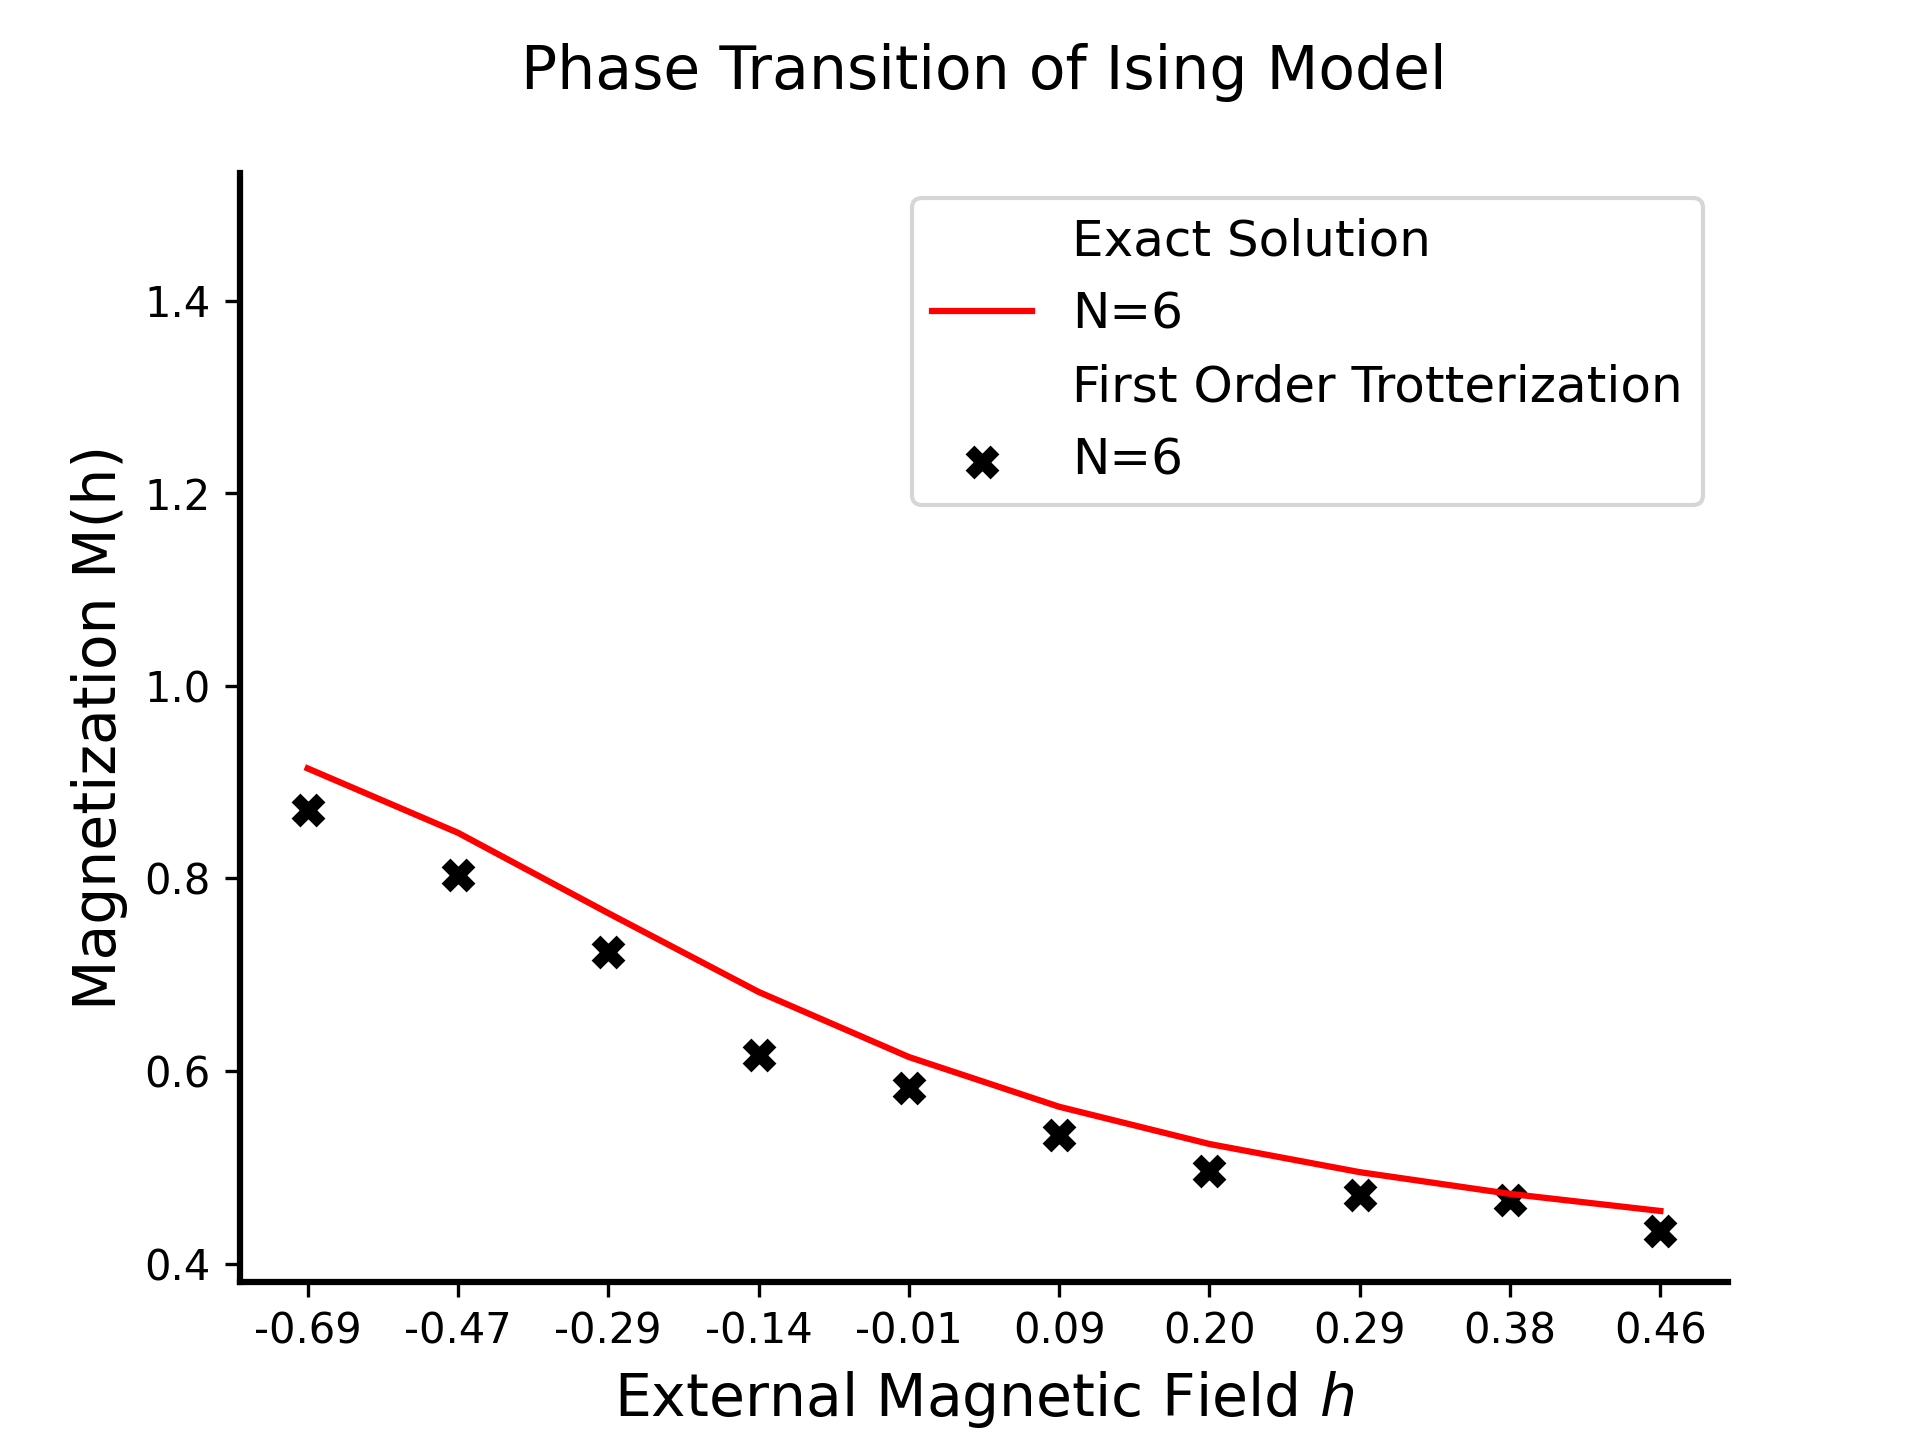 Phase Transition of Ising Model
Exact Solution
N=6
First Order Trotterization
N=6
Magnetization M(h)
1.4
1.2
1.0
0.8
0.6
0.4
-0.69 -0.47 -0.29 -0.14 -0.01 0.09 0.20 0.29 0.38 0.46
External Magnetic Field h